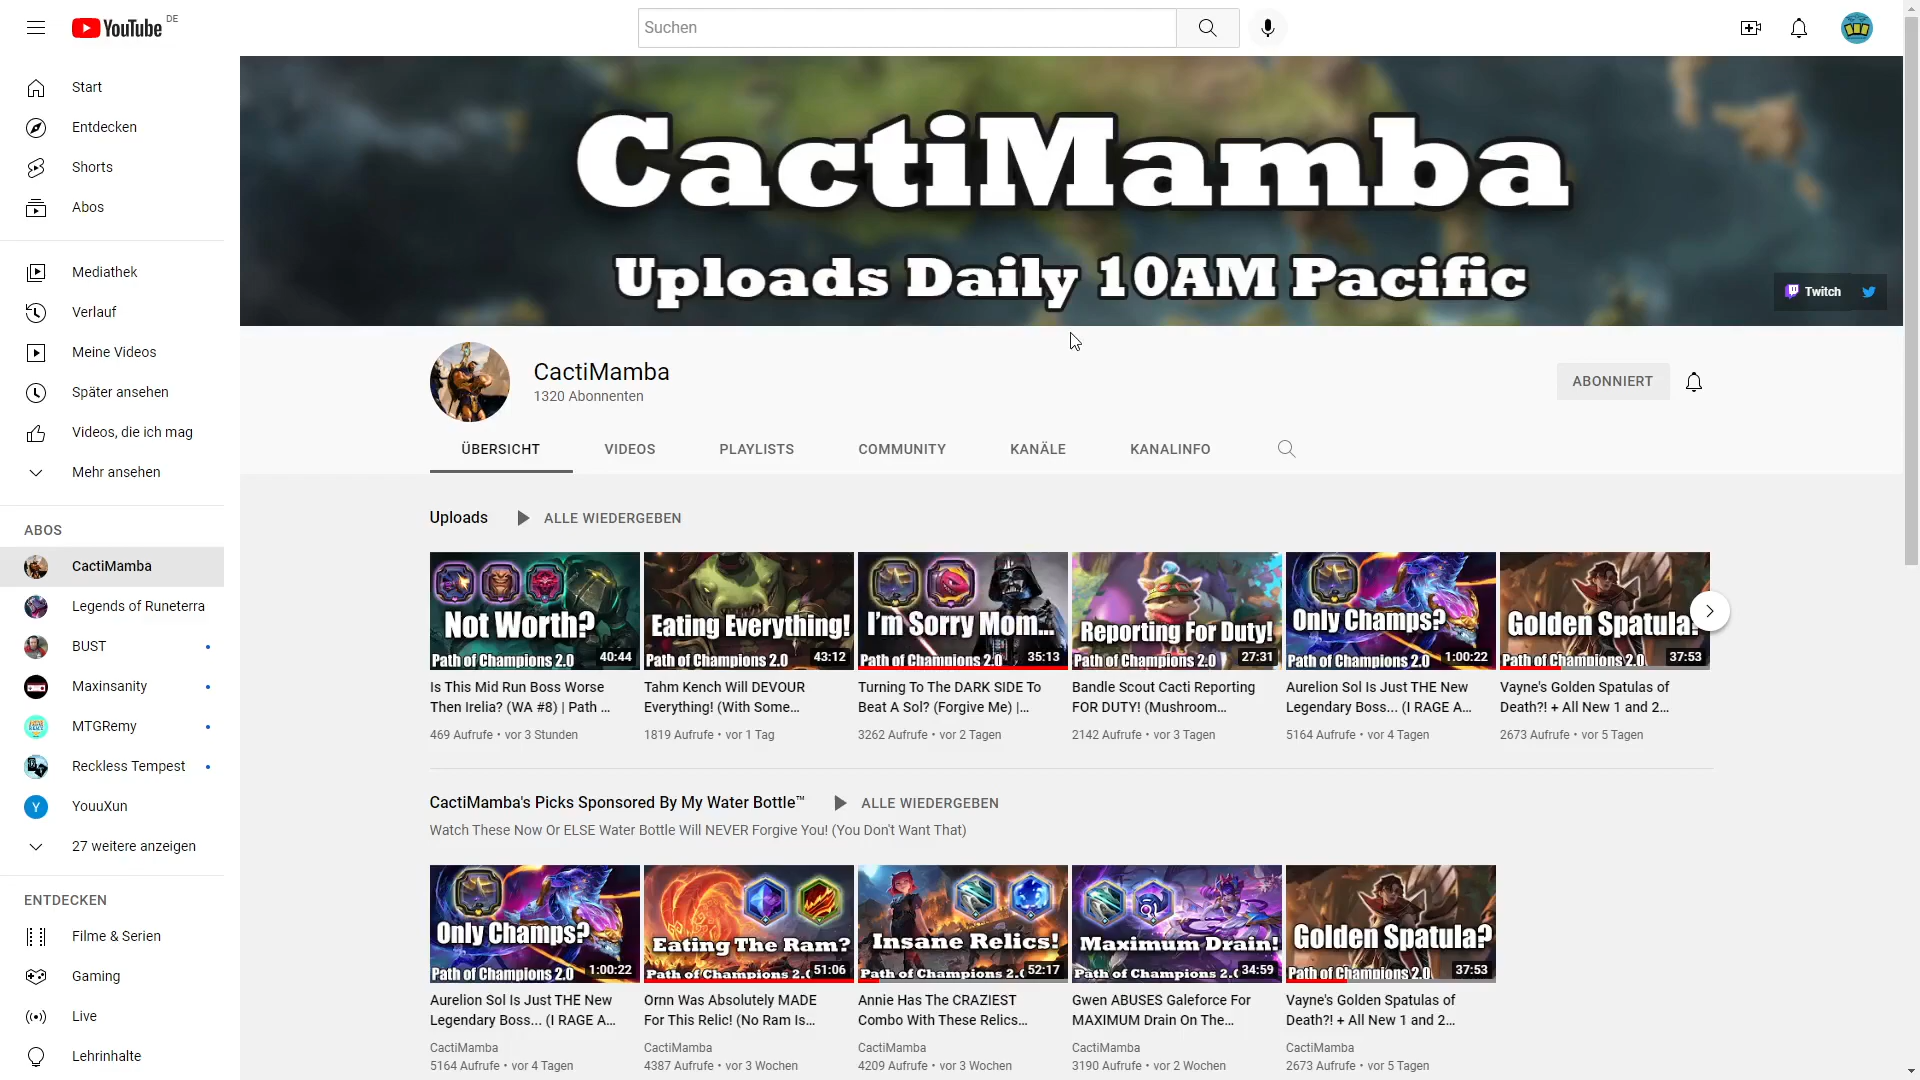 YouTube DE
Suchen
Start
Entdecken
Shorts
Abos
Mediathek
Verlauf
Meine Videos
Später ansehen
Videos, die ich mag
Mehr ansehen
ABOS
CactiMamba
Legends of Runeterra
BUST
Maxinsanity
MTGRemy
Reckless Tempest
Y YouuXun
27 weitere anzeigen
ENTDECKEN
Filme & Serien
Gaming
Live
Lehrinhalte
CactiMamba
Uploads Daily 10AM Pacific
Twitch
CactiMamba
1320 Abonnenten
ABONNIERT
ÜBERSICHT VIDEOS PLAYLISTS COMMUNITY KANÄLE KANALINFO
Uploads ALLE WIEDERGEBEN
Not Worth?
Path of Champions 2.0 40:44
Is This Mid Run Boss Worse
Then Irelia? (WA #8) | Path ...
469 Aufrufe • vor 3 Stunden
Eating Everything!
Path of Champions 2.0 43:12
Tahm Kench Will DEVOUR
Everything! (With Some...
1819 Aufrufe • vor 1 Tag
I'm Sorry Mom...
Path of Champions 2.0 35:13
Turning To The DARK SIDE To
Beat A Sol? (Forgive Me) |...
3262 Aufrufe • vor 2 Tagen
Reporting For Duty!
Path of Champions 2.0 27:31
Bandle Scout Cacti Reporting
FOR DUTY! (Mushroom...
2142 Aufrufe • vor 3 Tagen
Only Champs?
Path of Champions 2.0 1:00:22
Aurelion Sol Is Just THE New
Legendary Boss... (I RAGE A...
5164 Aufrufe • vor 4 Tagen
Golden Spatula?
Path of Champions 2.0 37:53
Vayne's Golden Spatulas of
Death?! + All New 1 and 2...
2673 Aufrufe • vor 5 Tagen
CactiMamba's Picks Sponsored By My Water Bottle™ ALLE WIEDERGEBEN
Watch These Now Or ELSE Water Bottle Will NEVER Forgive You! (You Don't Want That)
Only Champs?
Path of Champions 2.0 1:00:22
Aurelion Sol Is Just THE New
Legendary Boss... (I RAGE A...
CactiMamba
5164 Aufrufe • vor 4 Tagen
Eating The Ram?
Path of Champions 2.0 51:06
Ornn Was Absolutely MADE
For This Relic! (No Ram Is...
CactiMamba
4387 Aufrufe • vor 3 Wochen
Insane Relics!
Path of Champions 2.0 52:17
Annie Has The CRAZIEST
Combo With These Relics...
CactiMamba
4209 Aufrufe • vor 3 Wochen
Maximum Drain!
Path of Champions 2.0 34:59
Gwen ABUSES Galeforce For
MAXIMUM Drain On The...
CactiMamba
3190 Aufrufe • vor 2 Wochen
Golden Spatula?
Path of Champions 2.0 37:53
Vayne's Golden Spatulas of
Death?! + All New 1 and 2...
CactiMamba
2673 Aufrufe • vor 5 Tagen